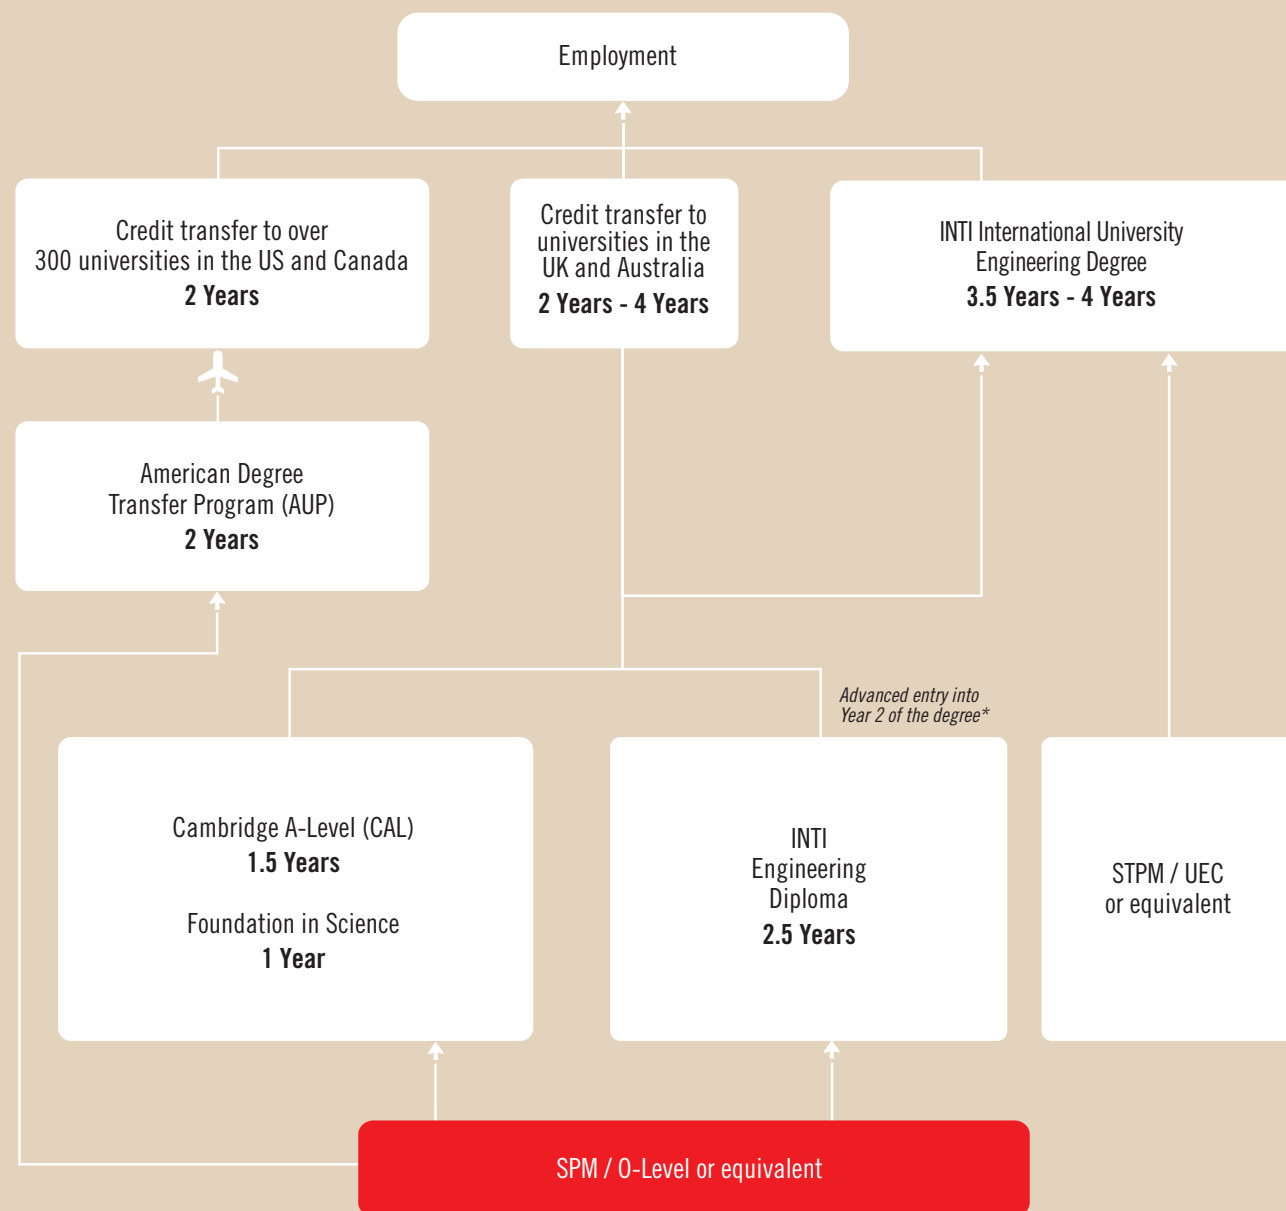 Employment
Credit transfer to over
300 universities in the US and Canada
2 Years
Credit transfer to
universities in the
UK and Australia
2 Years - 4 Years
INTI International University
Engineering Degree
3.5 Years - 4 Years
American Degree
Transfer Program (AUP)
2 Years
Advanced entry into
Year 2 of the degree*
Cambridge A-Level (CAL)
1.5 Years
Foundation in Science
1 Year
INTI
Engineering
Diploma
2.5 Years
STPM / UEC
or equivalent
SPM / O-Level or equivalent